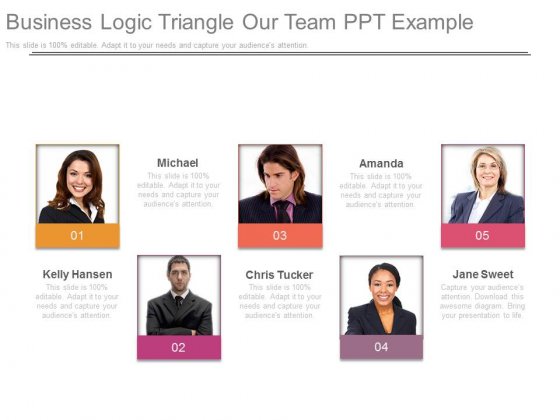 Business Logic Triangle Our Team PPT Example
This slide is 100% editable. Adapt it to your needs and capture your audience's attention.
01
Michael
This slide is 100%
editable. Adapt it to your
needs and capture your
audience's attention.
03
Amanda
This slide is 100%
editable. Adapt it to your
needs and capture your
audience's attention.
05
Kelly Hansen
This slide is 100%
editable. Adapt it to your
needs and capture your
audience's attention.
02
Chris Tucker
This slide is 100%
editable. Adapt it to your
needs and capture your
audience's attention.
04
Jane Sweet
Capture your audience's
attention. Download this
awesome diagram. Bring
your presentation to life.